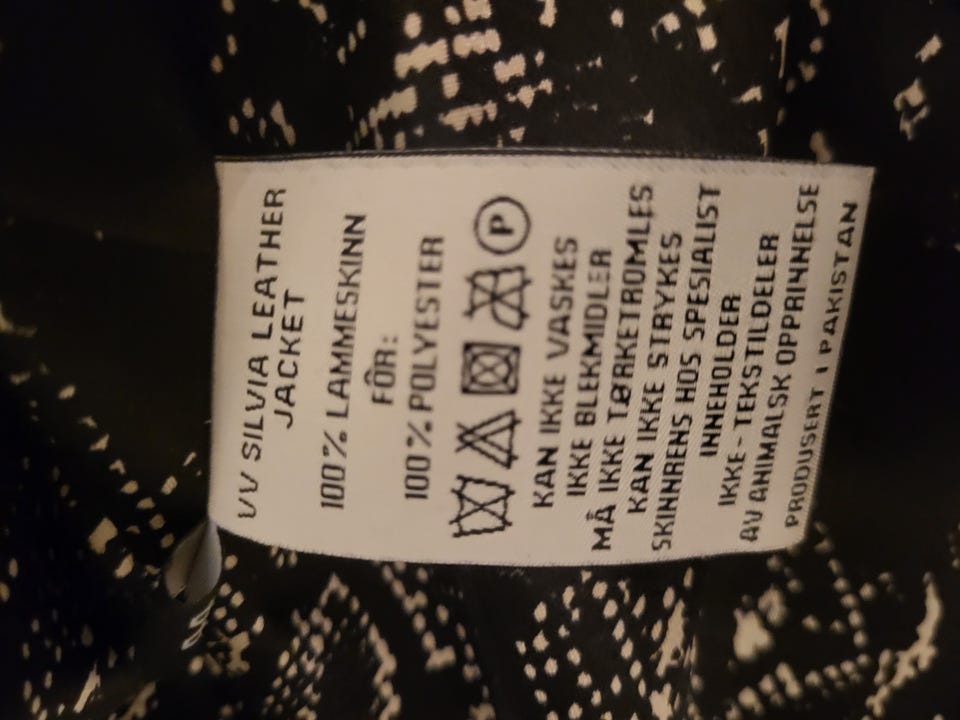 VV SILVIA LEATHER
JACKET
100% LAMMESKINN
FÔR:
100% POLYESTER
P
KAN IKKE VASKES
IKKE BLEKMIDLER
MÅ IKKE TØRKETROMLES
KAN IKKE STRYKES
SKINNRENS HOS SPESIALIST
INNEHOLDER
IKKE-TEKSTILDELER
AV ANIMALSK OPPRINNELSE
PRODUSERT I PAKISTAN